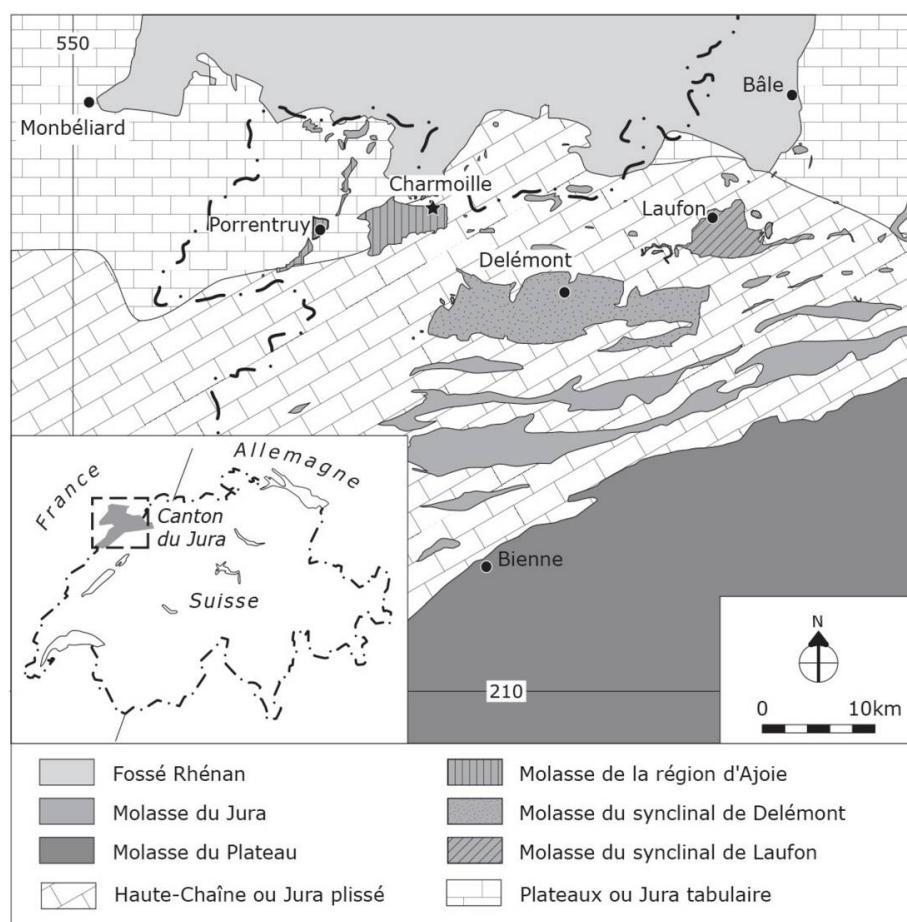 550
Bâle
Monbéliard
Charmoille
Porrentruy
Laufon
Delémont
France
Allemagne
Canton
du Jura
Suisse
Bienne
210
N
0 10km
Fossé Rhénan
Molasse du Jura
Molasse du Plateau
Haute-Chaîne ou Jura plissé
Molasse de la région d'Ajoie
Molasse du synclinal de Delémont
Molasse du synclinal de Laufon
Plateaux ou Jura tabulaire